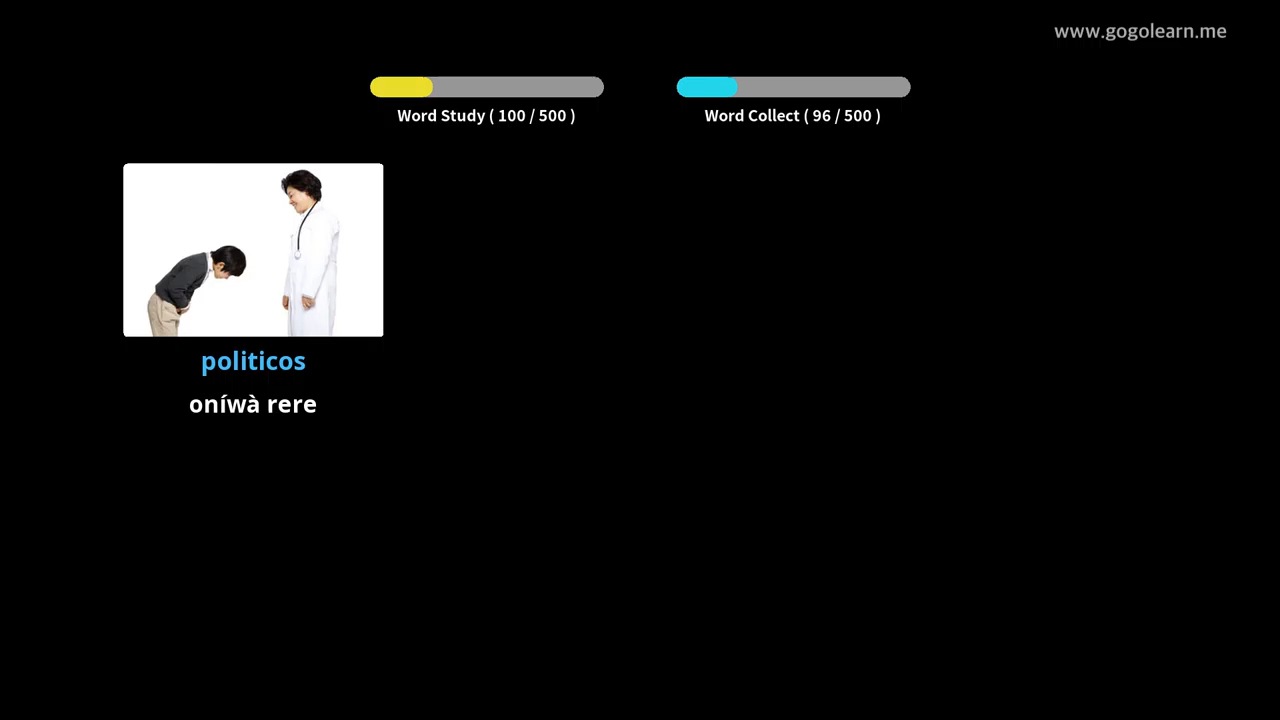 www.gogolearn.me
Word Study ( 100 / 500 )
Word Collect ( 96 / 500 )
politicos
oníwà rere